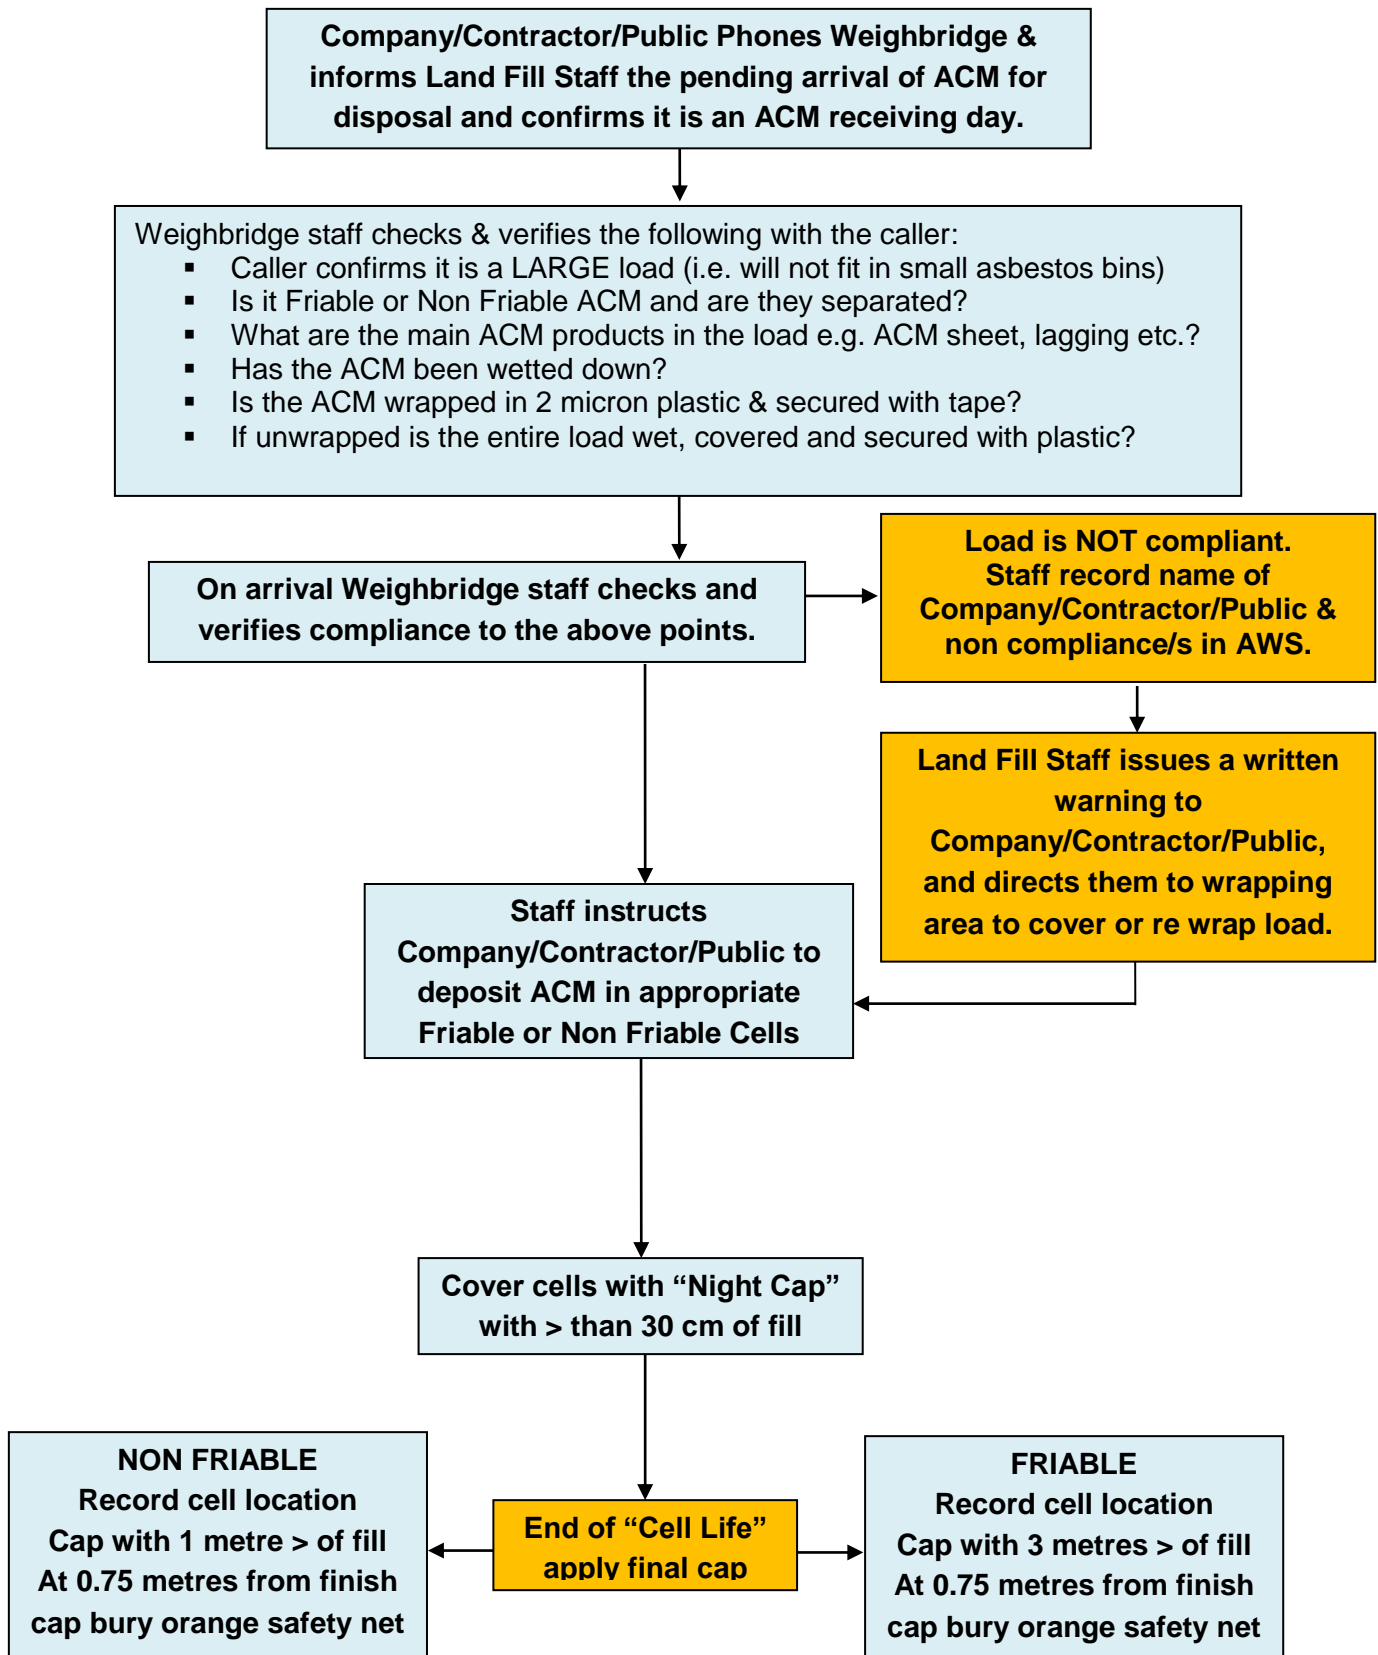 Company/Contractor/Public Phones Weighbridge &
informs Land Fill Staff the pending arrival of ACM for
disposal and confirms it is an ACM receiving day.
Weighbridge staff checks & verifies the following with the caller:
▪ Caller confirms it is a LARGE load (i.e. will not fit in small asbestos bins)
▪ Is it Friable or Non Friable ACM and are they separated?
▪ What are the main ACM products in the load e.g. ACM sheet, lagging etc.?
▪ Has the ACM been wetted down?
▪ Is the ACM wrapped in 2 micron plastic & secured with tape?
▪ If unwrapped is the entire load wet, covered and secured with plastic?
On arrival Weighbridge staff checks and
verifies compliance to the above points.
Load is NOT compliant.
Staff record name of
Company/Contractor/Public &
non compliance/s in AWS.
Land Fill Staff issues a written
warning to
Company/Contractor/Public,
and directs them to wrapping
area to cover or re wrap load.
Staff instructs
Company/Contractor/Public to
deposit ACM in appropriate
Friable or Non Friable Cells
Cover cells with “Night Cap”
with > than 30 cm of fill
NON FRIABLE
Record cell location
Cap with 1 metre > of fill
At 0.75 metres from finish
cap bury orange safety net
End of “Cell Life”
apply final cap
FRIABLE
Record cell location
Cap with 3 metres > of fill
At 0.75 metres from finish
cap bury orange safety net